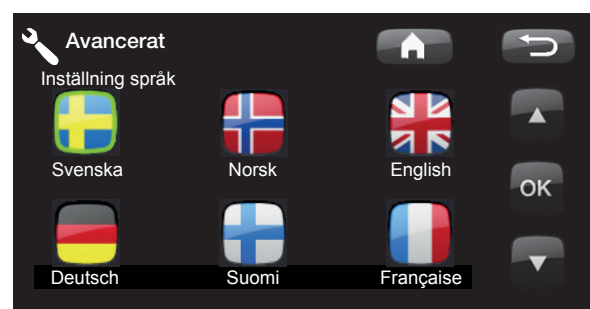 Avancerat
Inställning språk
Svenska Norsk English
OK
Deutsch Suomi Française